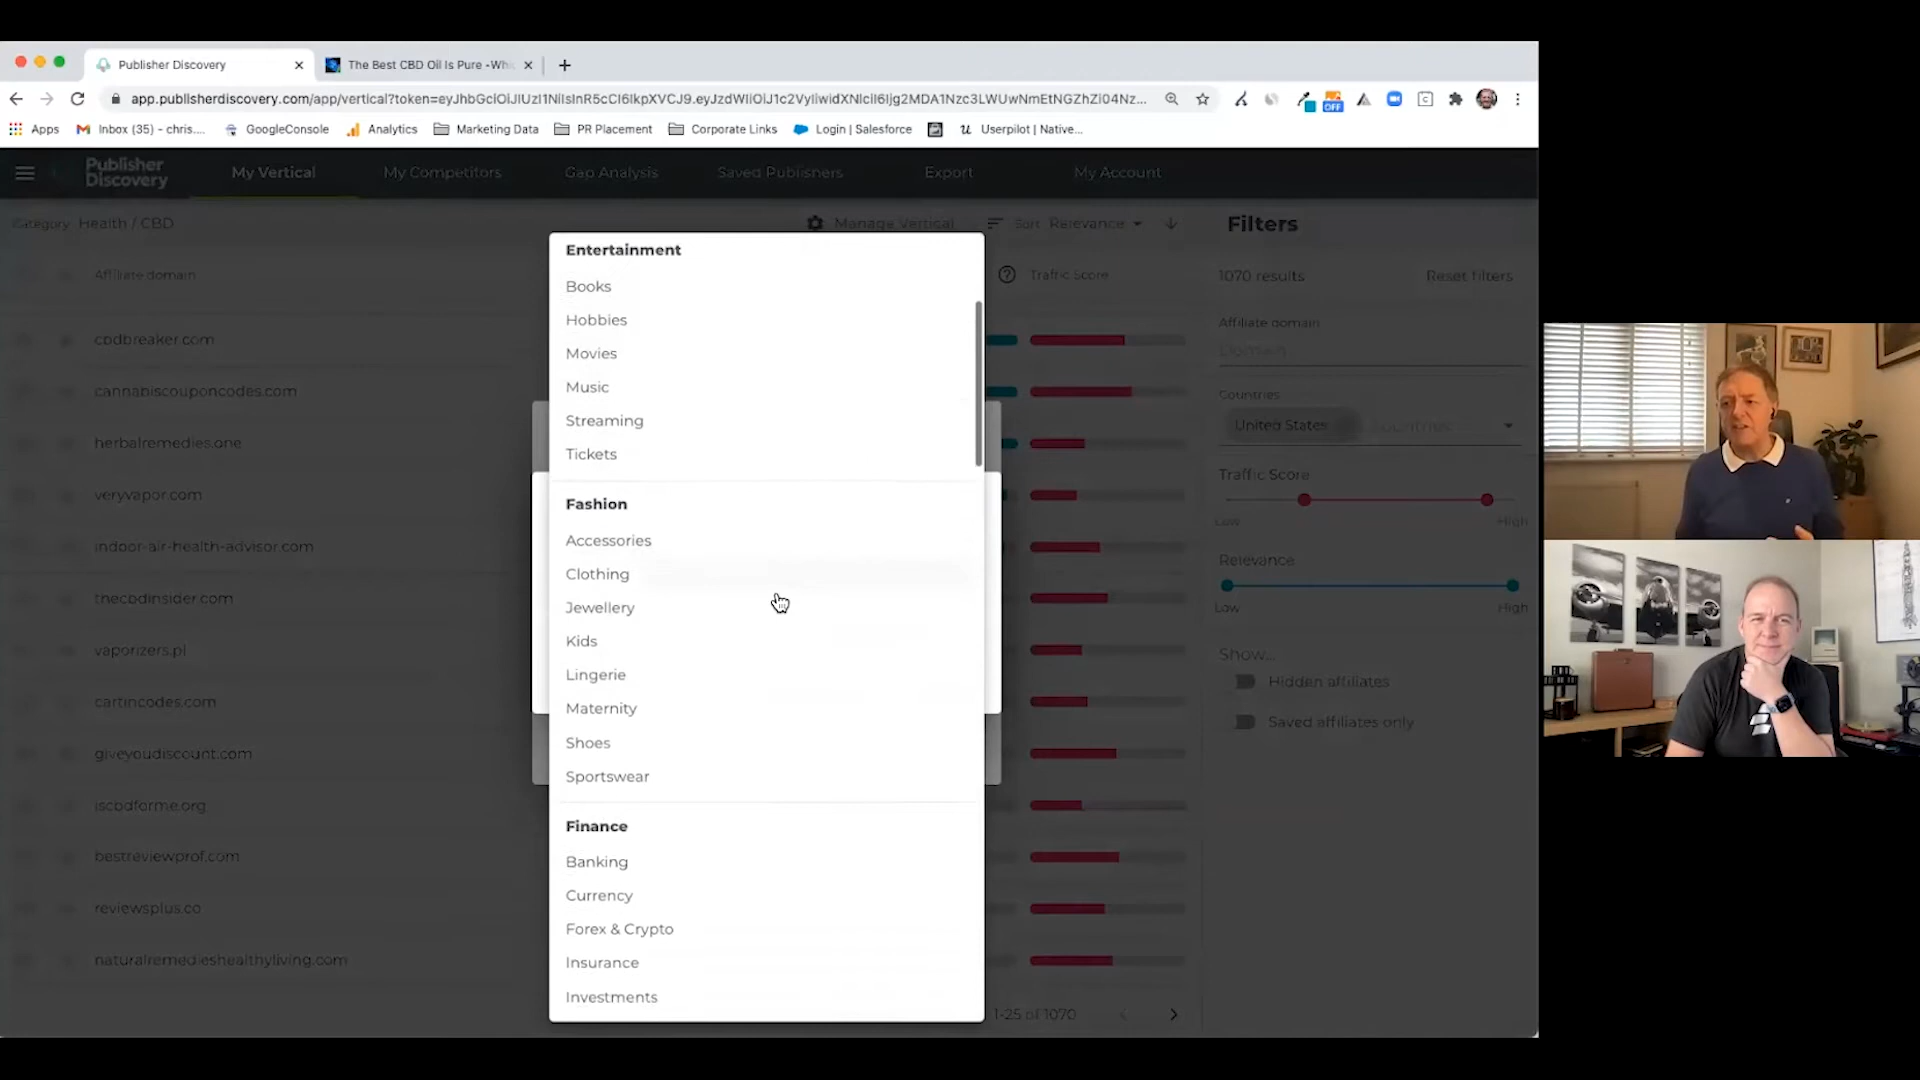 Publisher Discovery
The Best CBD Oil Is Pure -Whi
app.publisherdiscovery.com/app/vertical?token=eyJhbGciOiJIUzI1NiIsInR5cCI6IkpXVCJ9.eyJzdWIiOiJ1c2VyIiwidXNlciI6Ijg2MDA1Nzc3LWUwNmEtNGZhZi04Nz...
OFF
Apps
Inbox (35) - chris....
GoogleConsole
Analytics
Marketing Data
PR Placement
Corporate Links
Login | Salesforce
Userpilot | Native...
Publisher
Discovery
My Vertical
My Competitors
Gap Analysis
Saved Publishers
Export
My Account
Category Health / CBD
Manage Vertical
Sort Relevance
Filters
Affiliate domain
Traffic Score
1070 results
Reset filters
cbdbreaker.com
cannabiscouponcodes.com
herbalremedies.one
veryvapor.com
indoor-air-health-advisor.com
thecbdinsider.com
vaporizers.pl
cartincodes.com
giveyoudiscount.com
iscbdforme.org
bestreviewprof.com
reviewsplus.co
naturalremedieshealthyliving.com
Entertainment
Books
Hobbies
Movies
Music
Streaming
Tickets
Fashion
Accessories
Clothing
Jewellery
Kids
Lingerie
Maternity
Shoes
Sportswear
Finance
Banking
Currency
Forex & Crypto
Insurance
Investments
1-25 of 1070
Affiliate domain
Domain
Countries
United States
Countries
Traffic Score
Low
High
Relevance
Low
High
Show...
Hidden affiliates
Saved affiliates only